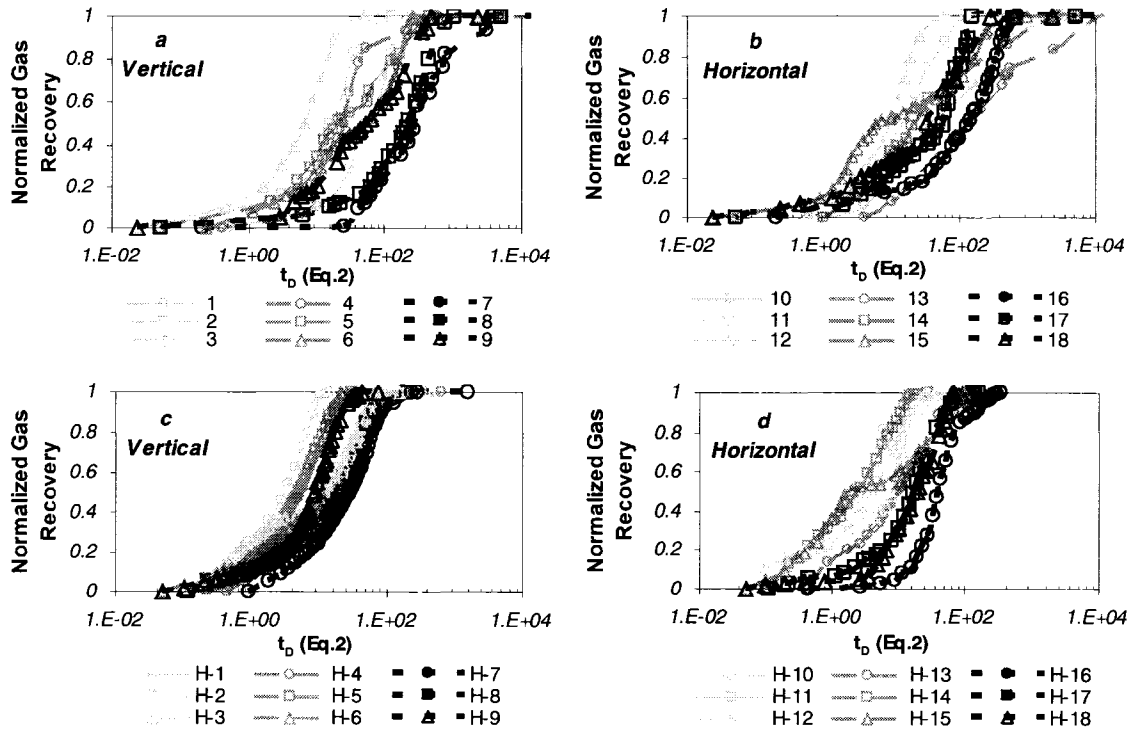 a
Vertical
Normalized Gas
Recovery
1
0.8
0.6
0.4
0.2
0
1.E-02 1.E+00 1.E+02 1.E+04
tD (Eq.2)
1 4 7
2 5 8
3 6 9
b
Horizontal
Normalized Gas
Recovery
1
0.8
0.6
0.4
0.2
0
1.E-02 1.E+00 1.E+02 1.E+04
tD (Eq.2)
10 13 16
11 14 17
12 15 18
c
Vertical
Normalized Gas
Recovery
1
0.8
0.6
0.4
0.2
0
1.E-02 1.E+00 1.E+02 1.E+04
tD (Eq.2)
H-1 H-4 H-7
H-2 H-5 H-8
H-3 H-6 H-9
d
Horizontal
Normalized Gas
Recovery
1
0.8
0.6
0.4
0.2
0
1.E-02 1.E+00 1.E+02 1.E+04
tD (Eq.2)
H-10 H-13 H-16
H-11 H-14 H-17
H-12 H-15 H-18